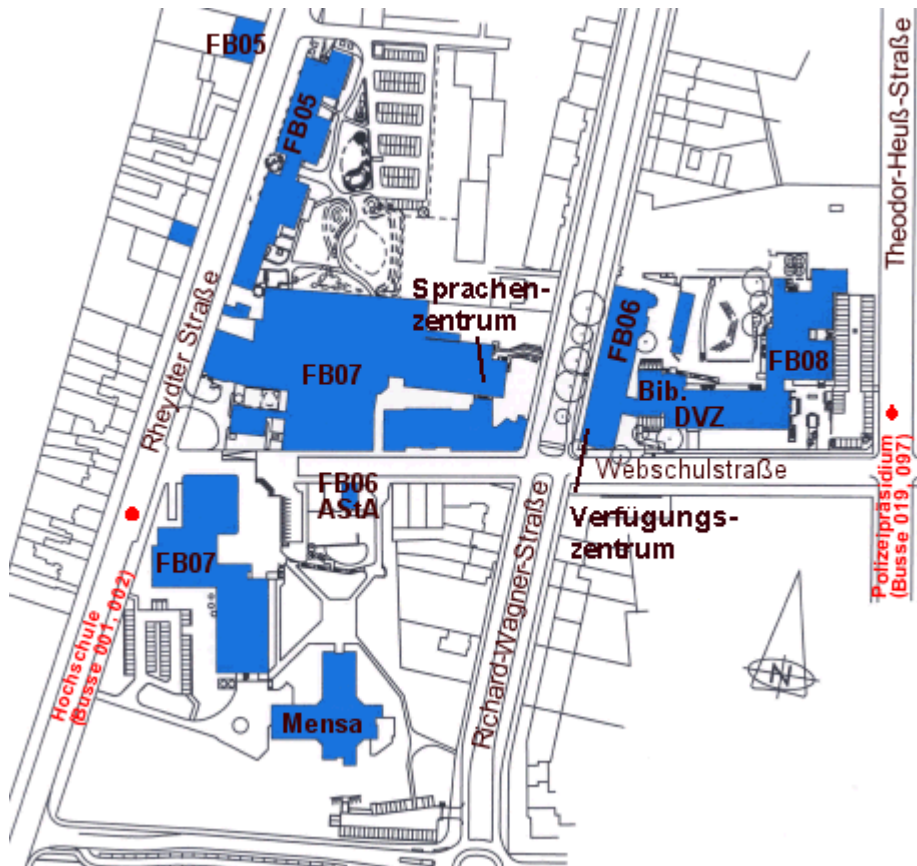 FB05
FB05
Theodor-Heuß-Straße
Rheydter Straße
Sprachen-
zentrum
FB06
FB07
FB08
Bib.
DVZ
Webschulstraße
FB06
AStA
Verfügungs-
zentrum
Polizeipräsidium
(Busse 019, 097)
FB07
Hochschule
(Busse 001, 002)
Richard-Wagner-Straße
N
Mensa